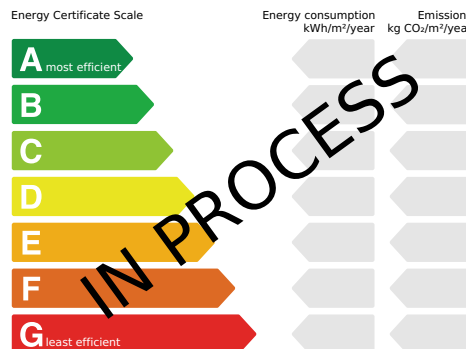 Energy Certificate Scale
Energy consumption
kWh/m²/year
Emission
kg CO₂/m²/year
A most efficient
B
C
D
E
F
G least efficient
IN PROCESS